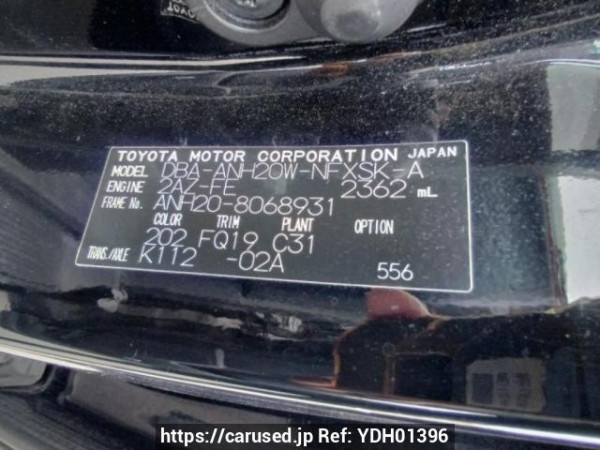 TOYOTA MOTOR CORPORATION JAPAN
MODEL DBA-ANH20W-NFXSK-A
ENGINE 2AZ-FE 2362 mL
FRAME No. ANH20-8068931
COLOR TRIM PLANT
202 FQ19 C31
TRANS./AXLE K112 -02A
556
https://carused.jp Ref: YDH01396